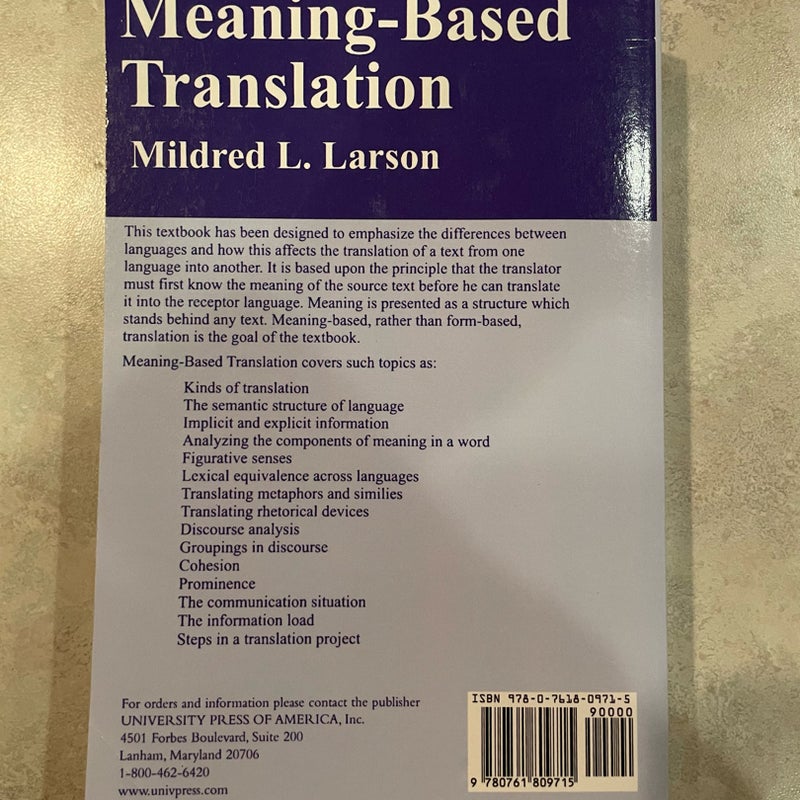 Meaning-Based
Translation
Mildred L. Larson
This textbook has been designed to emphasize the differences between
languages and how this affects the translation of a text from one
language into another. It is based upon the principle that the translator
must first know the meaning of the source text before he can translate
it into the receptor language. Meaning is presented as a structure which
stands behind any text. Meaning-based, rather than form-based,
translation is the goal of the textbook.
Meaning-Based Translation covers such topics as:
Kinds of translation
The semantic structure of language
Implicit and explicit information
Analyzing the components of meaning in a word
Figurative senses
Lexical equivalence across languages
Translating metaphors and similies
Translating rhetorical devices
Discourse analysis
Groupings in discourse
Cohesion
Prominence
The communication situation
The information load
Steps in a translation project
For orders and information please contact the publisher
UNIVERSITY PRESS OF AMERICA, Inc.
4501 Forbes Boulevard, Suite 200
Lanham, Maryland 20706
1-800-462-6420
www.univpress.com
ISBN 978-0-7618-0971-5
90000
9 780761 809715